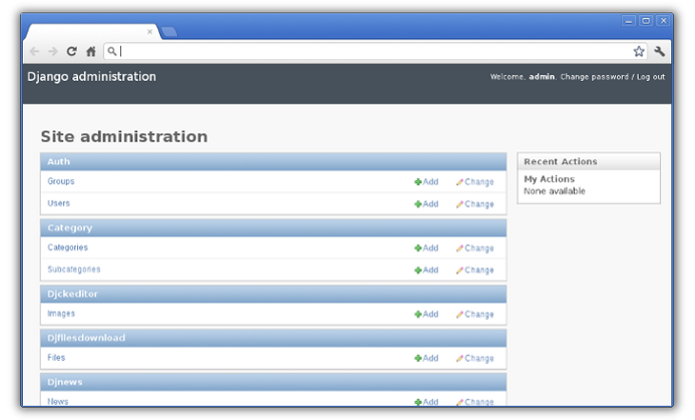 Django administration
Welcome, admin. Change password / Log out
Site administration
Auth
Groups Add Change
Users Add Change
Category
Categories Add Change
Subcategories Add Change
Djckeditor
Images Add Change
Djfilesdownload
Files Add Change
Djnews
News Add Change
Recent Actions
My Actions
None available